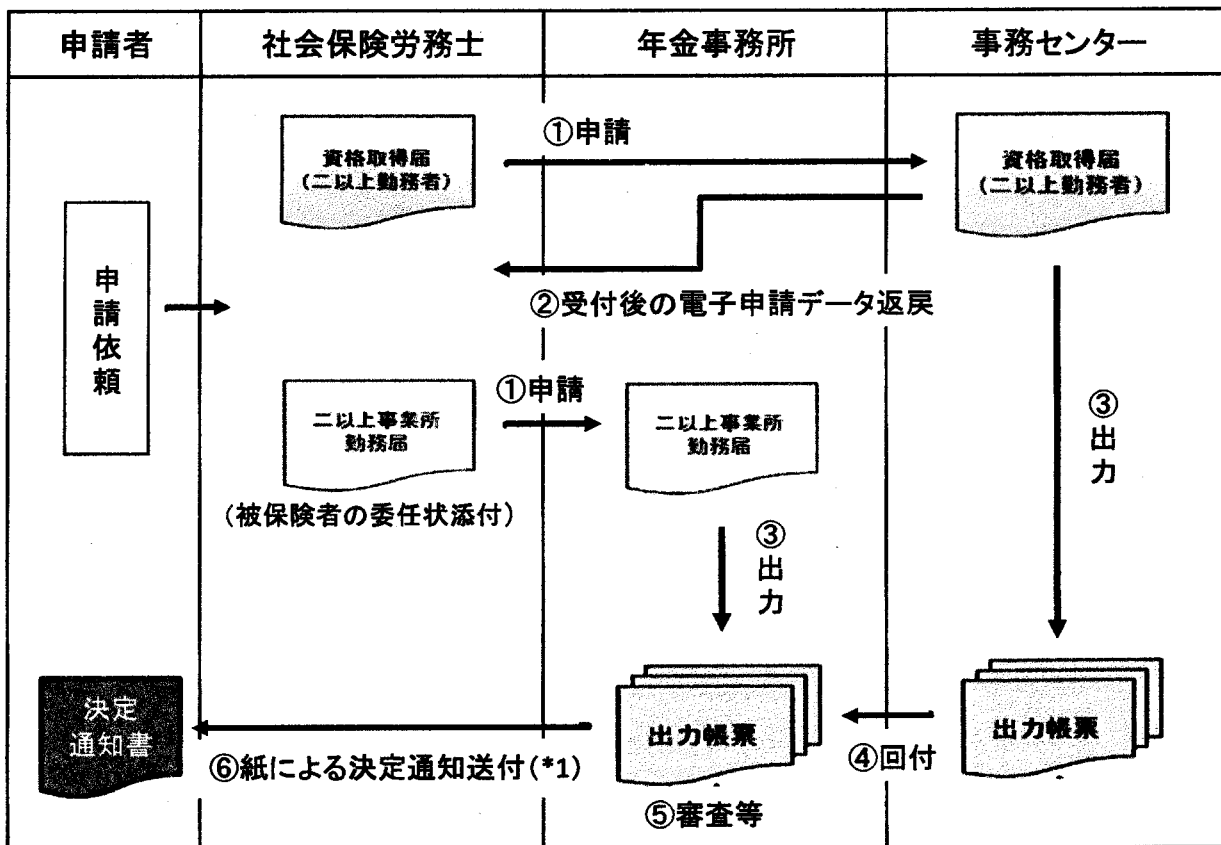 申請者
社会保険労務士
年金事務所
事務センター
資格取得届
(二以上勤務者)
①申請
資格取得届
(二以上勤務者)
申請依頼
②受付後の電子申請データ返戻
二以上事業所
勤務届
(被保険者の委任状添付)
①申請
二以上事業所
勤務届
③出力
③出力
決定
通知書
⑥紙による決定通知送付(*1)
出力帳票
⑤審査等
④回付
出力帳票